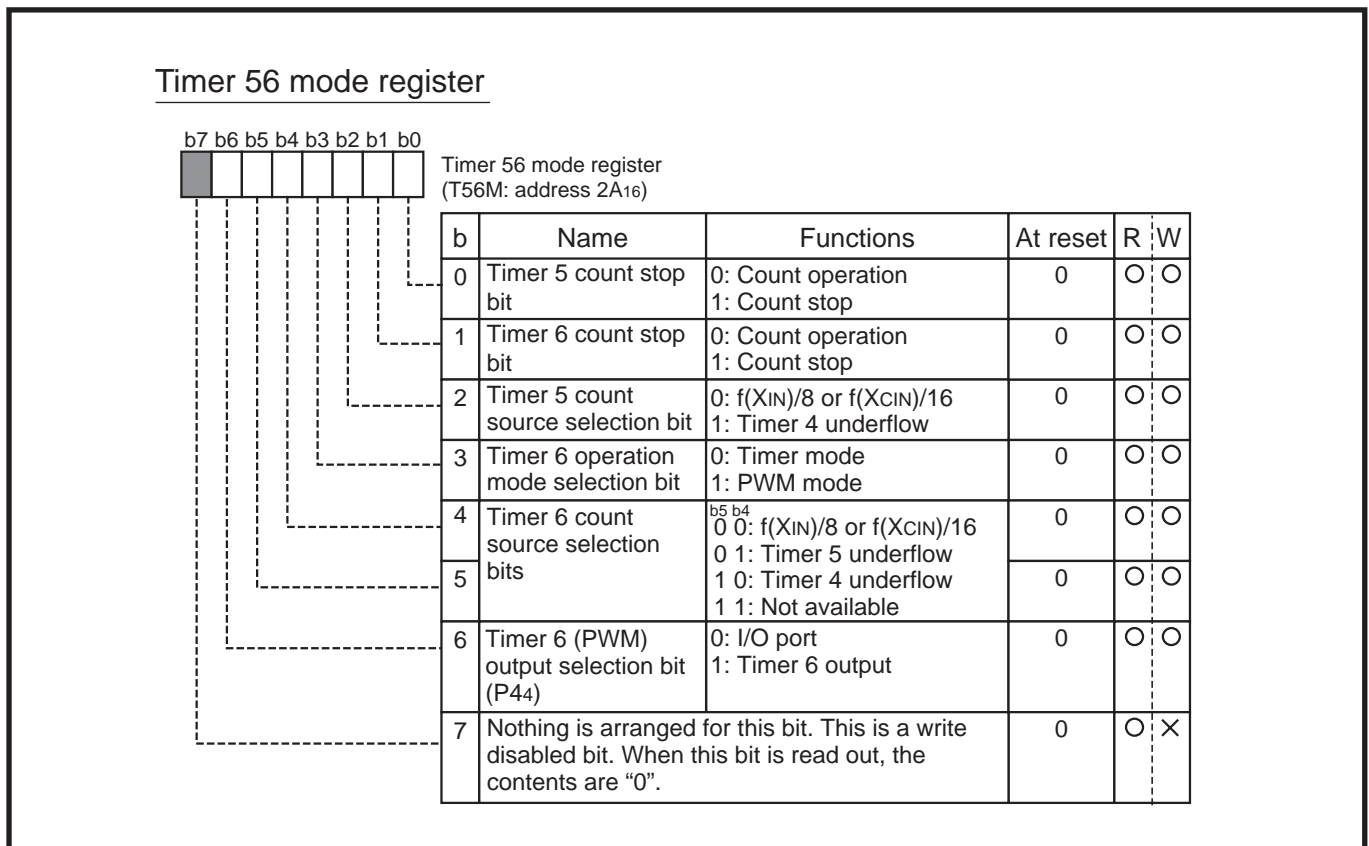 Timer 56 mode register
b7 b6 b5 b4 b3 b2 b1 b0
Timer 56 mode register
(T56M: address 2A16)
b Name Functions At reset R W
0 Timer 5 count stop bit 0: Count operation 0 O O
1: Count stop
1 Timer 6 count stop bit 0: Count operation 0 O O
1: Count stop
2 Timer 5 count source selection bit 0: f(XIN)/8 or f(XCIN)/16 0 O O
1: Timer 4 underflow
3 Timer 6 operation mode selection bit 0: Timer mode 0 O O
1: PWM mode
4 Timer 6 count source selection bits b5 b4
0 0: f(XIN)/8 or f(XCIN)/16 0 O O
0 1: Timer 5 underflow
5 1 0: Timer 4 underflow 0 O O
1 1: Not available
6 Timer 6 (PWM) output selection bit (P44) 0: I/O port 0 O O
1: Timer 6 output
7 Nothing is arranged for this bit. This is a write 0 O ×
disabled bit. When this bit is read out, the
contents are “0”.